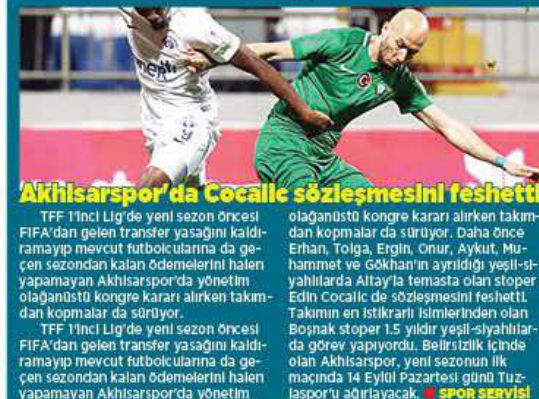 Akhisarspor'da Cocalic sözleşmesini feshetti
TFF 1'inci Lig'de yeni sezon öncesi
FIFA'dan gelen transfer yasağını kaldı-
ramayıp mevcut futbolcularına da ge-
çen sezondan kalan ödemelerini halen
yapamayan Akhisarspor'da yönetim
olağanüstü kongre kararı alırken takım-
dan kopmalar da sürüyor.
TFF 1'inci Lig'de yeni sezon öncesi
FIFA'dan gelen transfer yasağını kaldı-
ramayıp mevcut futbolcularına da ge-
çen sezondan kalan ödemelerini halen
yapamayan Akhisarspor'da yönetim
olağanüstü kongre kararı alırken takım-
dan kopmalar da sürüyor. Daha önce
Erhan, Tolga, Ergin, Onur, Aykut, Mu-
hammet ve Gökhan'ın ayrıldığı yeşil-si-
yahlılarda Altay'la temasta olan stoper
Edin Cocalic de sözleşmesini feshetti.
Takımın en istikrarlı isimlerinden olan
Boşnak stoper 1.5 yıldır yeşil-siyahlılar-
da görev yapıyordu. Belirsizlik içinde
olan Akhisarspor, yeni sezonun ilk
maçında 14 Eylül Pazartesi günü Tuz-
laspor'u ağırlayacak. ■ SPOR SERVİSİ